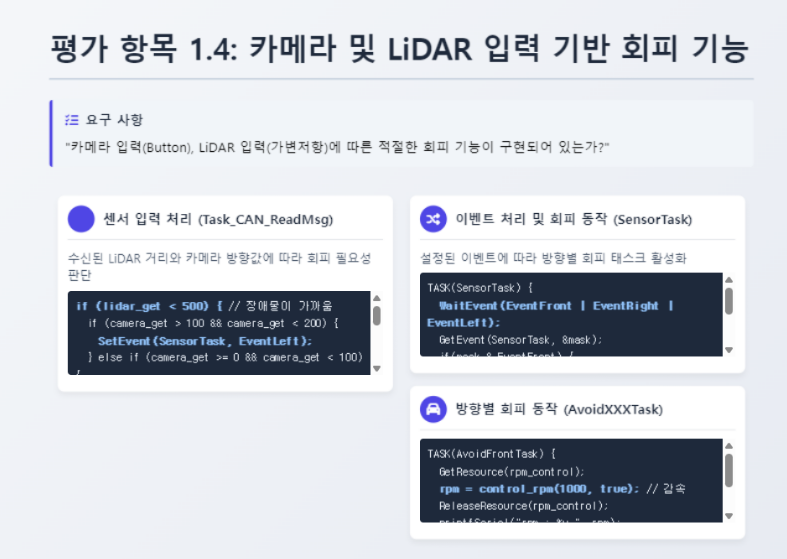 평가 항목 1.4: 카메라 및 LiDAR 입력 기반 회피 기능
요구 사항
"카메라 입력(Button), LiDAR 입력(가변저항)에 따른 적절한 회피 기능이 구현되어 있는가?"
센서 입력 처리 (Task_CAN_ReadMsg)
수신된 LiDAR 거리와 카메라 방향값에 따라 회피 필요성
판단
if (lidar_get < 500) { // 장애물이 가까움
if (camera_get > 100 && camera_get < 200) {
SetEvent(SensorTask, EventLeft);
} else if (camera_get >= 0 && camera_get < 100)
이벤트 처리 및 회피 동작 (SensorTask)
설정된 이벤트에 따라 방향별 회피 태스크 활성화
TASK(SensorTask) {
WaitEvent(EventFront | EventRight |
EventLeft);
GetEvent(SensorTask, &mask);
if(mask & EventFront) {
방향별 회피 동작 (AvoidXXXTask)
TASK(AvoidFrontTask) {
GetResource(rpm_control);
rpm = control_rpm(1000, true); // 감속
ReleaseResource(rpm_control);
printfSerial("rpm : %u ", rpm);